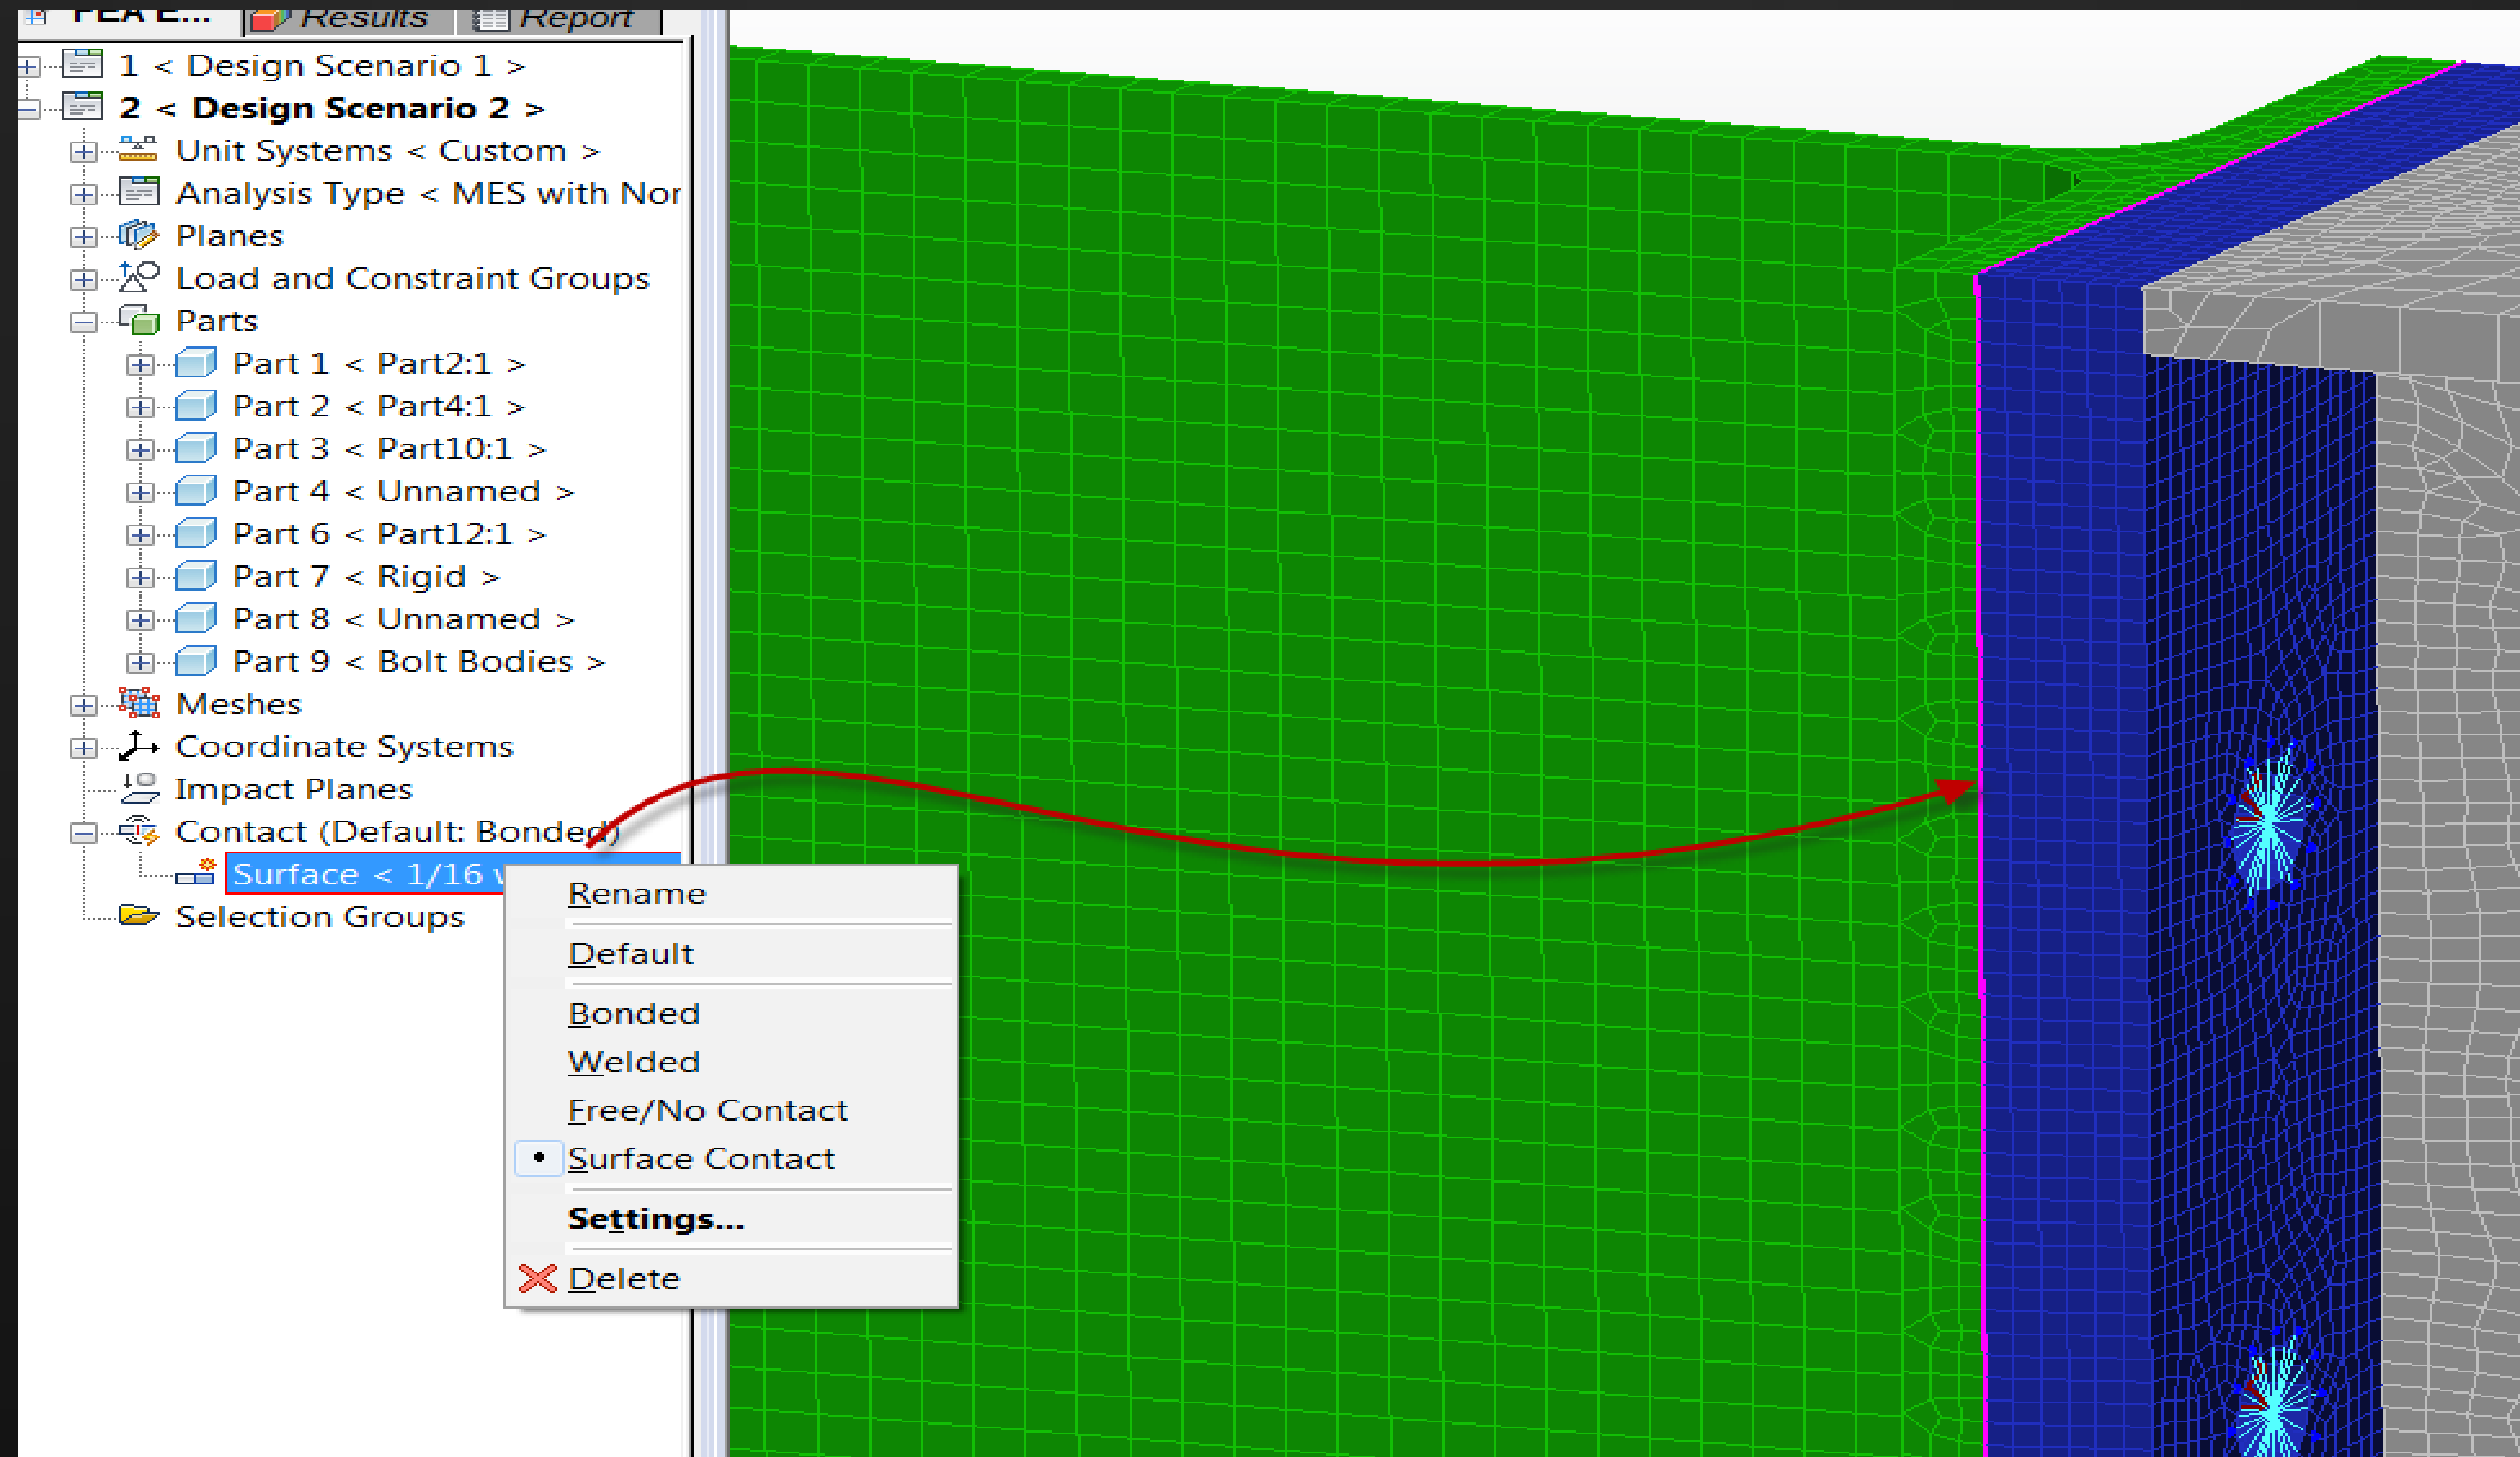 FEA E...
Results
Report
1 < Design Scenario 1 >
2 < Design Scenario 2 >
Unit Systems < Custom >
Analysis Type < MES with Nor
Planes
Load and Constraint Groups
Parts
Part 1 < Part2:1 >
Part 2 < Part4:1 >
Part 3 < Part10:1 >
Part 4 < Unnamed >
Part 6 < Part12:1 >
Part 7 < Rigid >
Part 8 < Unnamed >
Part 9 < Bolt Bodies >
Meshes
Coordinate Systems
Impact Planes
Contact (Default: Bonded)
Surface < 1/16
Selection Groups
Rename
Default
Bonded
Welded
Free/No Contact
Surface Contact
Settings...
Delete